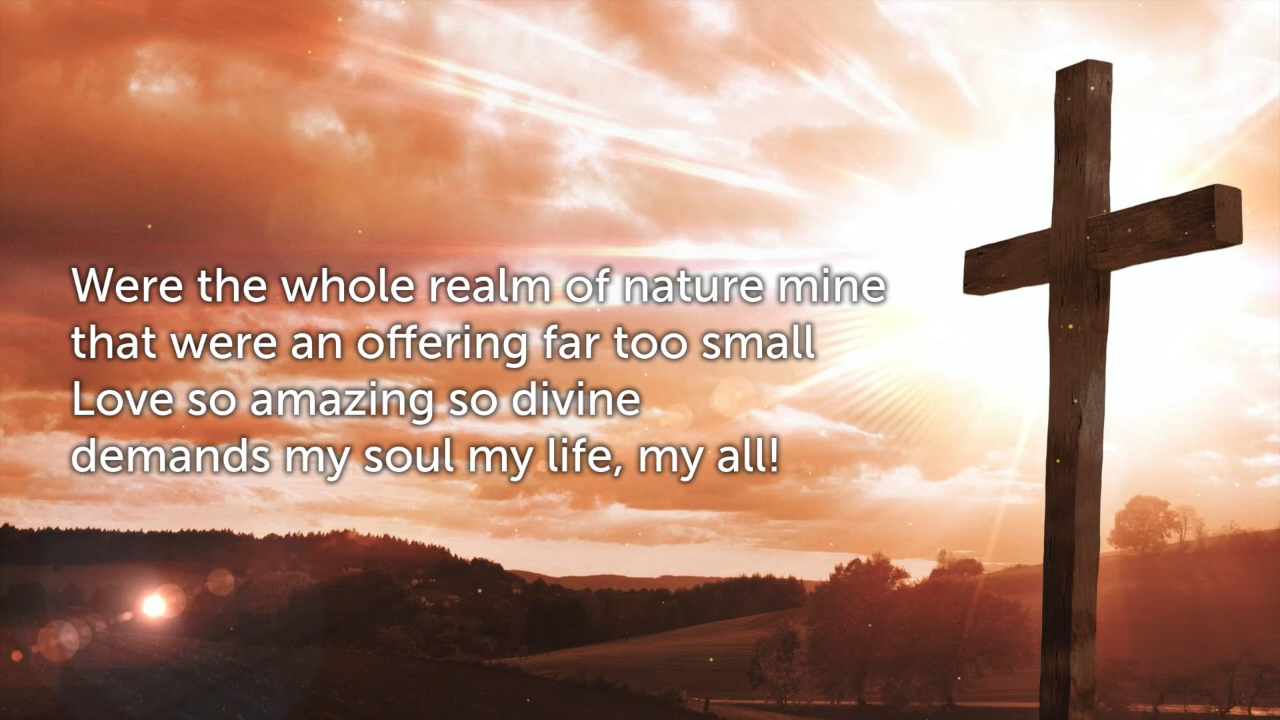 Were the whole realm of nature mine
that were an offering far too small
Love so amazing so divine
demands my soul my life, my all!